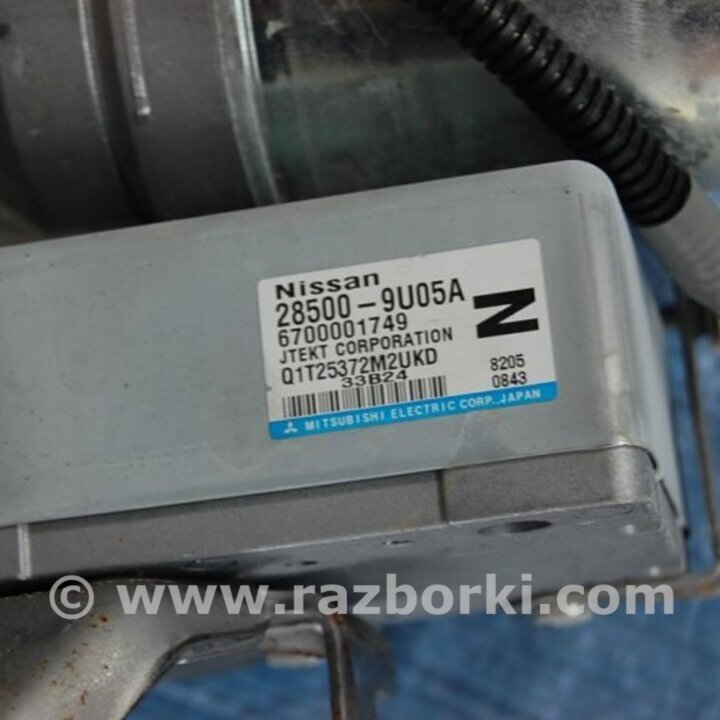 Nissan
28500-9U05A
6700001749
JTEKT CORPORATION
Q1T25372M2UKD
33B24
N
8205
0843
MITSUBISHI ELECTRIC CORP., JAPAN
© www.razborki.com